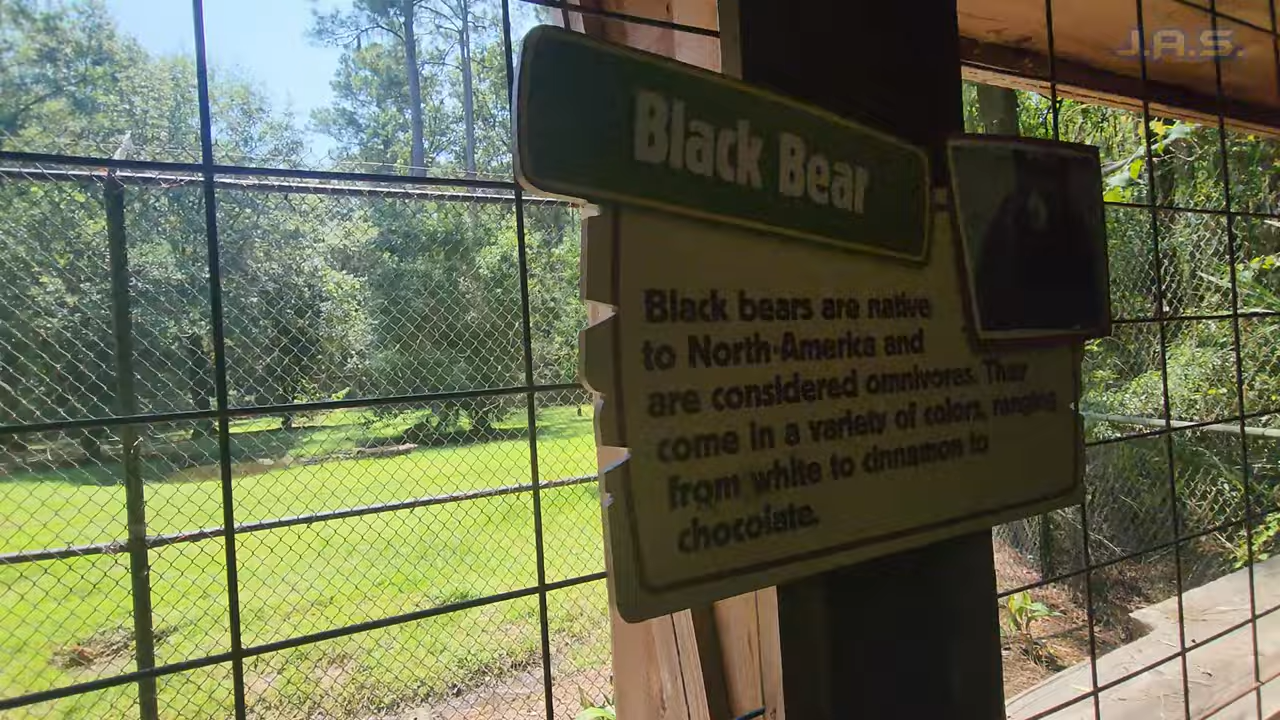 J.A.S.
Black Bear
Black bears are native
to North America and
are considered omnivores. They
come in a variety of colors, ranging
from white to cinnamon to
chocolate.